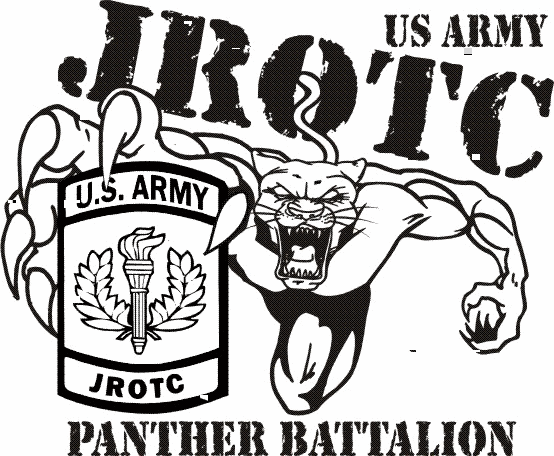 US ARMY
JROTC
U.S. ARMY
JROTC
PANTHER BATTALION